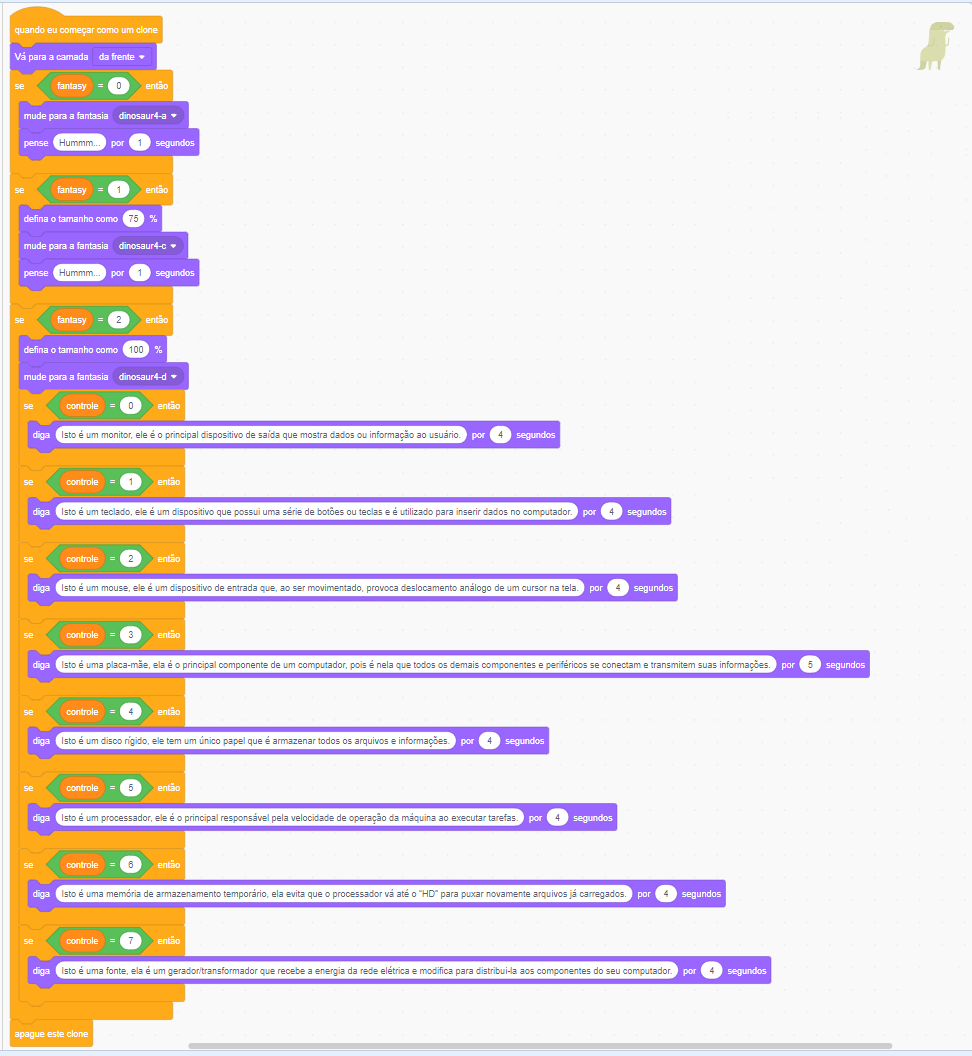 quando eu começar como um clone
Vá para a camada da frente
se fantasy = 0 então
mude para a fantasia dinosaur4-a
pense Hummm... por 1 segundos
se fantasy = 1 então
defina o tamanho como 75 %
mude para a fantasia dinosaur4-c
pense Hummm... por 1 segundos
se fantasy = 2 então
defina o tamanho como 100 %
mude para a fantasia dinosaur4-d
se controle = 0 então
diga Isto é um monitor, ele é o principal dispositivo de saída que mostra dados ou informação ao usuário. por 4 segundos
se controle = 1 então
diga Isto é um teclado, ele é um dispositivo que possui uma série de botões ou teclas e é utilizado para inserir dados no computador. por 4 segundos
se controle = 2 então
diga Isto é um mouse, ele é um dispositivo de entrada que, ao ser movimentado, provoca deslocamento análogo de um cursor na tela. por 4 segundos
se controle = 3 então
diga Isto é uma placa-mãe, ela é o principal componente de um computador, pois é nela que todos os demais componentes e periféricos se conectam e transmitem suas informações. por 5 segundos
se controle = 4 então
diga Isto é um disco rígido, ele tem um único papel que é armazenar todos os arquivos e informações. por 4 segundos
se controle = 5 então
diga Isto é um processador, ele é o principal responsável pela velocidade de operação da máquina ao executar tarefas. por 4 segundos
se controle = 6 então
diga Isto é uma memória de armazenamento temporário, ela evita que o processador vá até o "HD" para puxar novamente arquivos já carregados. por 4 segundos
se controle = 7 então
diga Isto é uma fonte, ela é um gerador/transformador que recebe a energia da rede elétrica e modifica para distribui-la aos componentes do seu computador. por 4 segundos
apague este clone